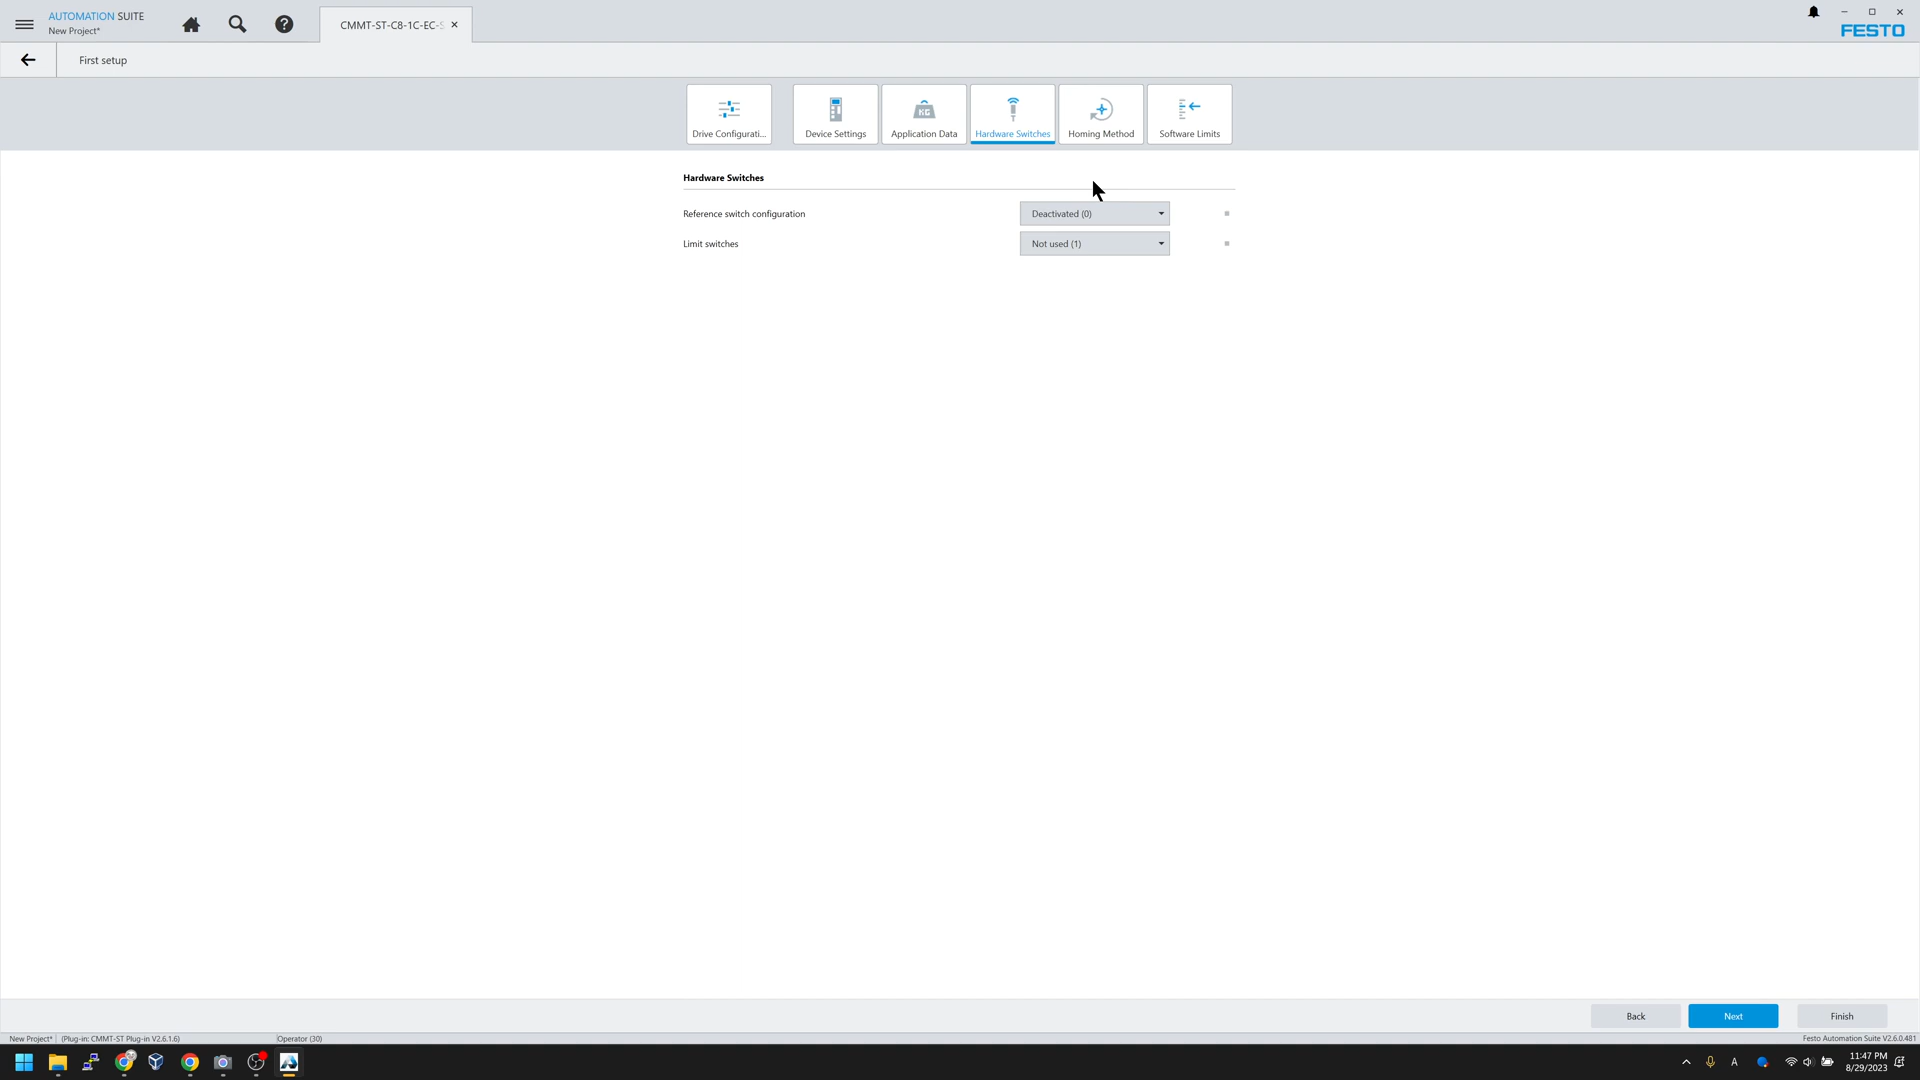 AUTOMATION SUITE
New Project*
CMMT-ST-C8-1C-EC-S
FESTO
First setup
Drive Configurati...
Device Settings
KG
Application Data
Hardware Switches
Homing Method
Software Limits
Hardware Switches
Reference switch configuration
Deactivated (0)
Limit switches
Not used (1)
Back
Next
Finish
New Project*
(Plug-in: CMMT-ST Plug-in V2.6.1.6)
Operator (30)
Festo Automation Suite V2.6.0.481
A
11:47 PM
8/29/2023